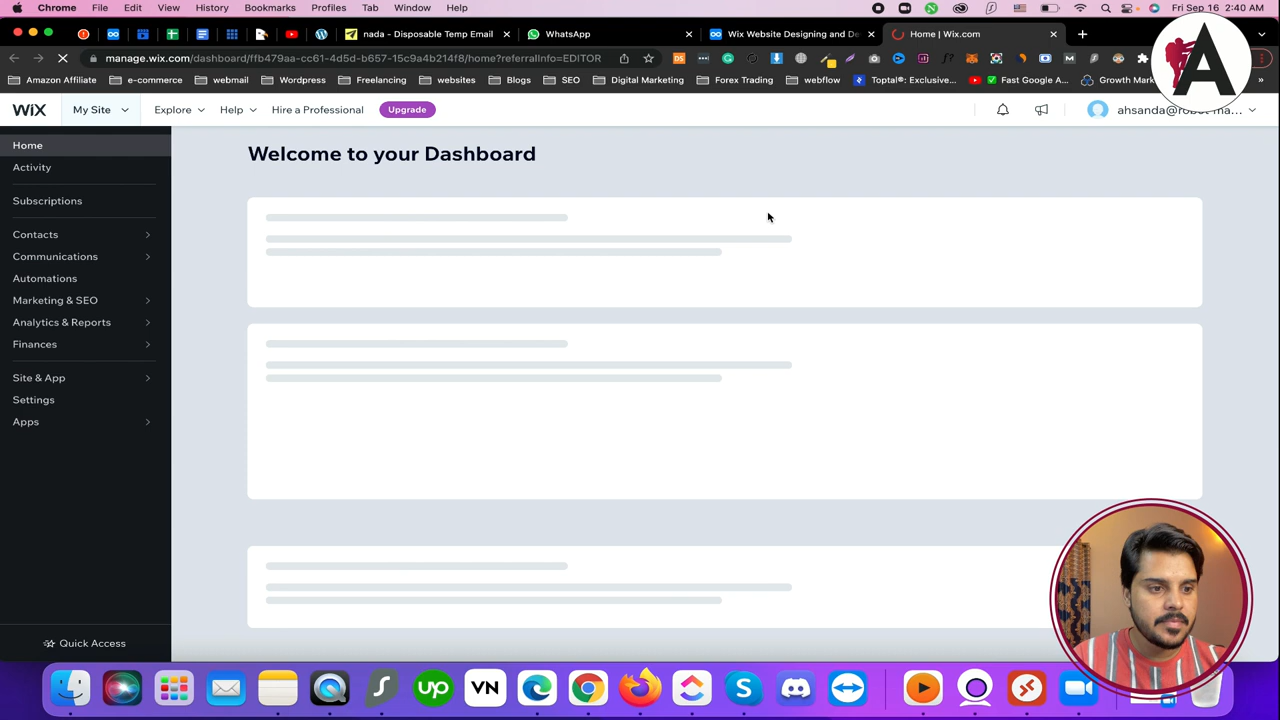 Chrome File Edit View History Bookmarks Profiles Tab Window Help Fri Sep 16 2:40 AM
nada - Disposable Temp Email WhatsApp Wix Website Designing and De Home | Wix.com
manage.wix.com/dashboard/ffb479aa-cc61-4d5d-b657-15c9a4b214f8/home?referralInfo=EDITOR
Amazon Affiliate e-commerce webmail Wordpress Freelancing websites Blogs SEO Digital Marketing Forex Trading webflow Toptal®: Exclusive... Fast Google A... Growth Mark
WiX My Site Explore Help Hire a Professional Upgrade
Home
Activity
Subscriptions
Contacts
Communications
Automations
Marketing & SEO
Analytics & Reports
Finances
Site & App
Settings
Apps
Quick Access
Welcome to your Dashboard
up VN S
A